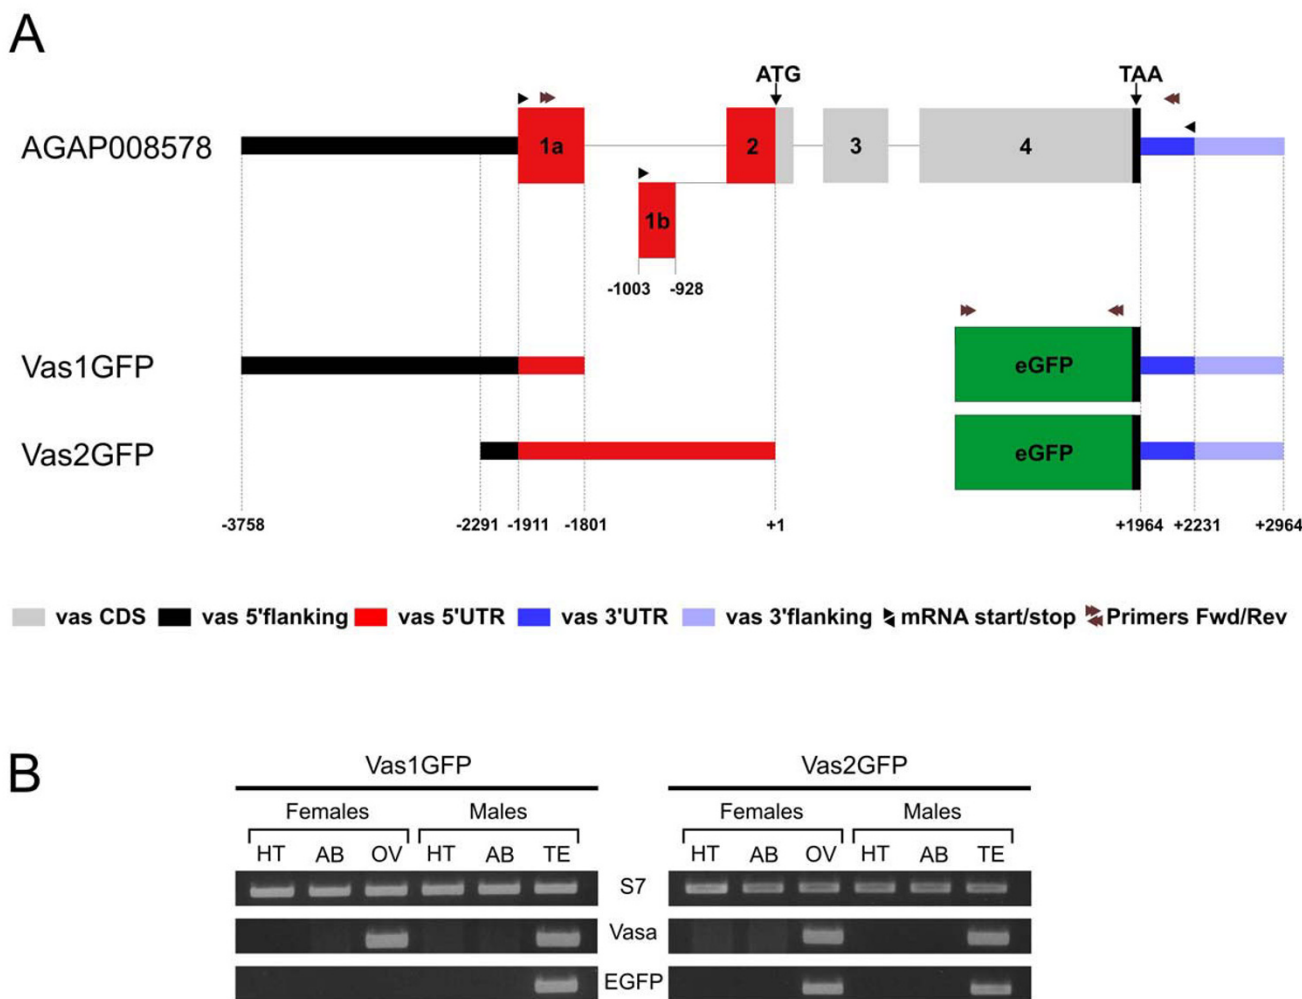 A
ATG TAA
AGAP008578 1a 2 3 4
1b
-1003 -928
Vas1GFP eGFP
Vas2GFP eGFP
-3758 -2291 -1911 -1801 +1 +1964 +2231 +2964
vas CDS vas 5'flanking vas 5'UTR vas 3'UTR vas 3'flanking mRNA start/stop Primers Fwd/Rev
B
Vas1GFP Vas2GFP
Females Males Females Males
HT AB OV HT AB TE HT AB OV HT AB TE
S7
Vasa
EGFP